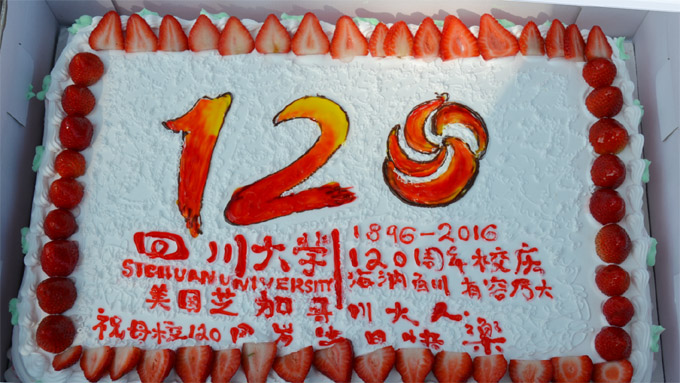 120
四川大学
SICHUAN UNIVERSITY
1896-2016
120周年校庆
海纳百川 有容乃大
美国芝加哥川大人
祝母校120周岁生日快樂